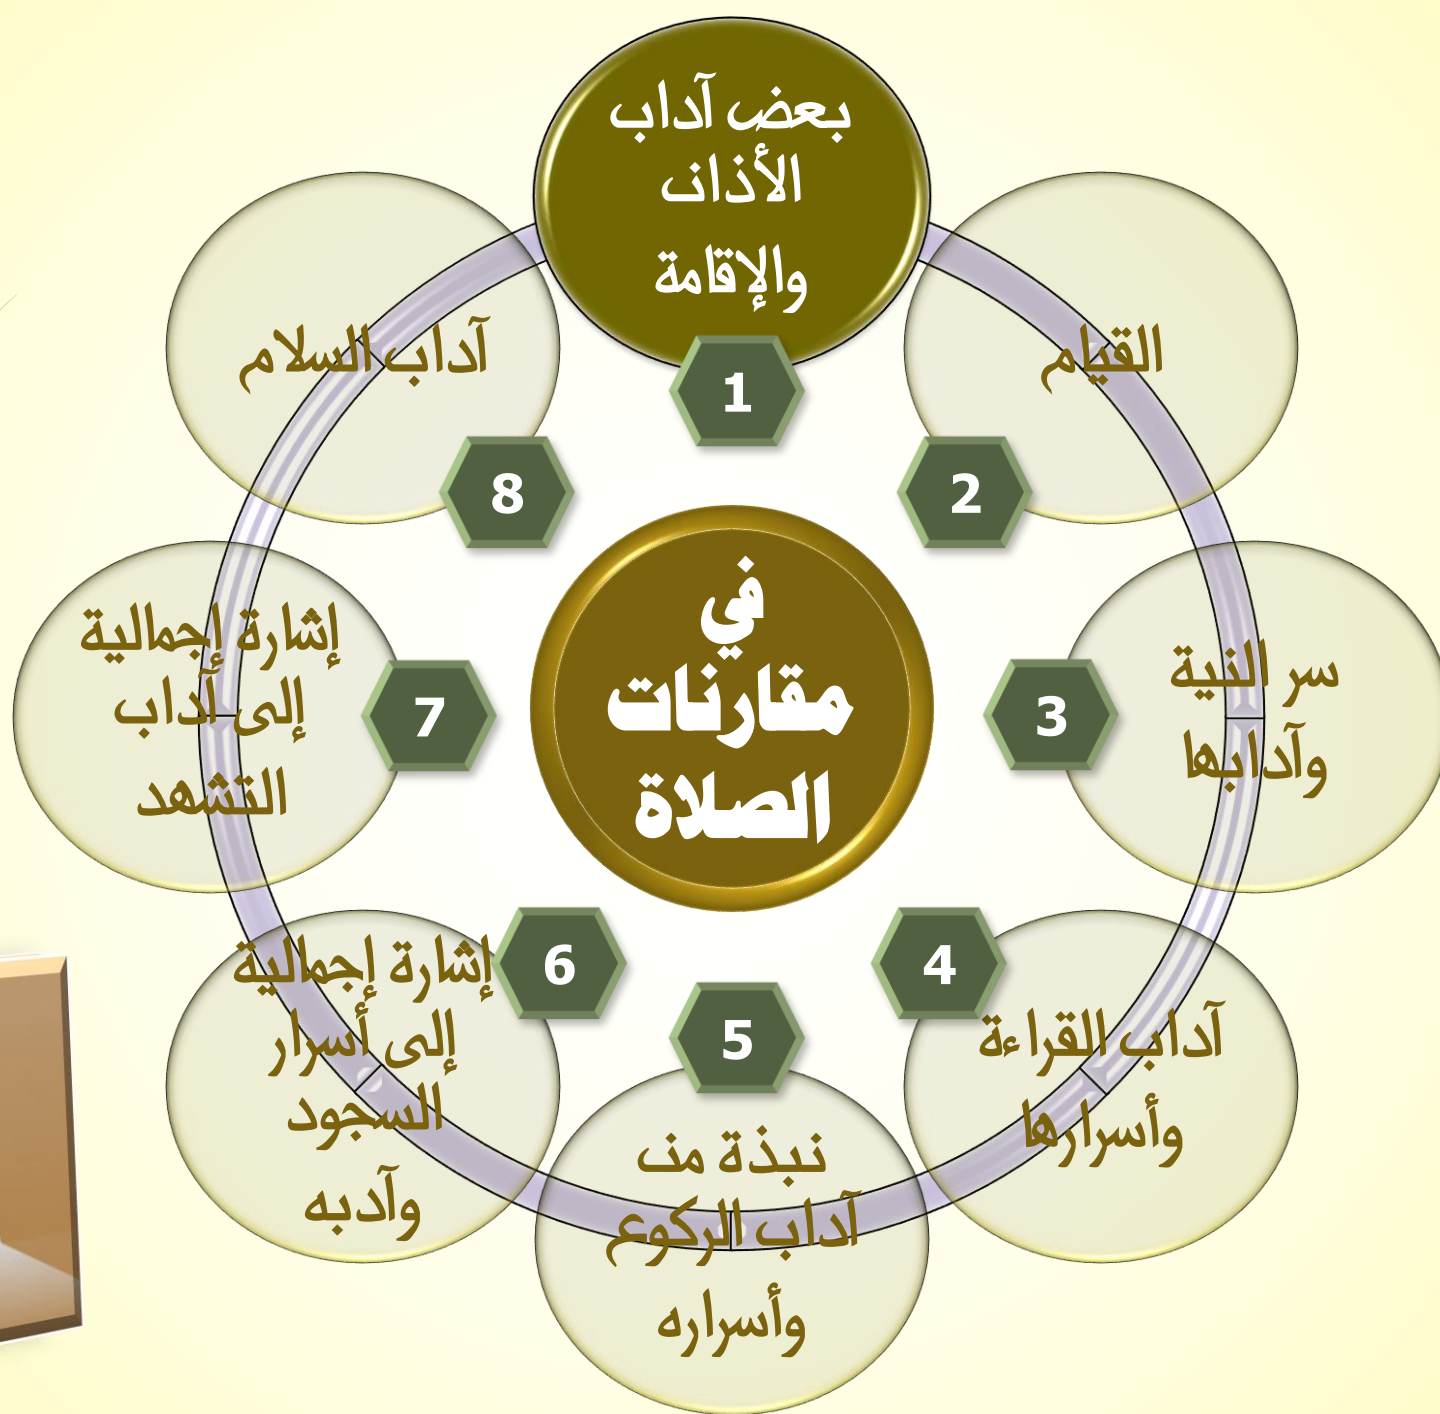 في
مقارنات
الصلاة
بعض آداب
الأذان
والإقامة
1
القيام
2
سر النية
وآدابها
3
آداب القراءة
وأسرارها
4
نبذة من
آداب الركوع
وأسراره
5
إشارة إجمالية
إلى أسرار
السجود
وآدبه
6
إشارة إجمالية
إلى آداب
التشهد
7
آداب السلام
8